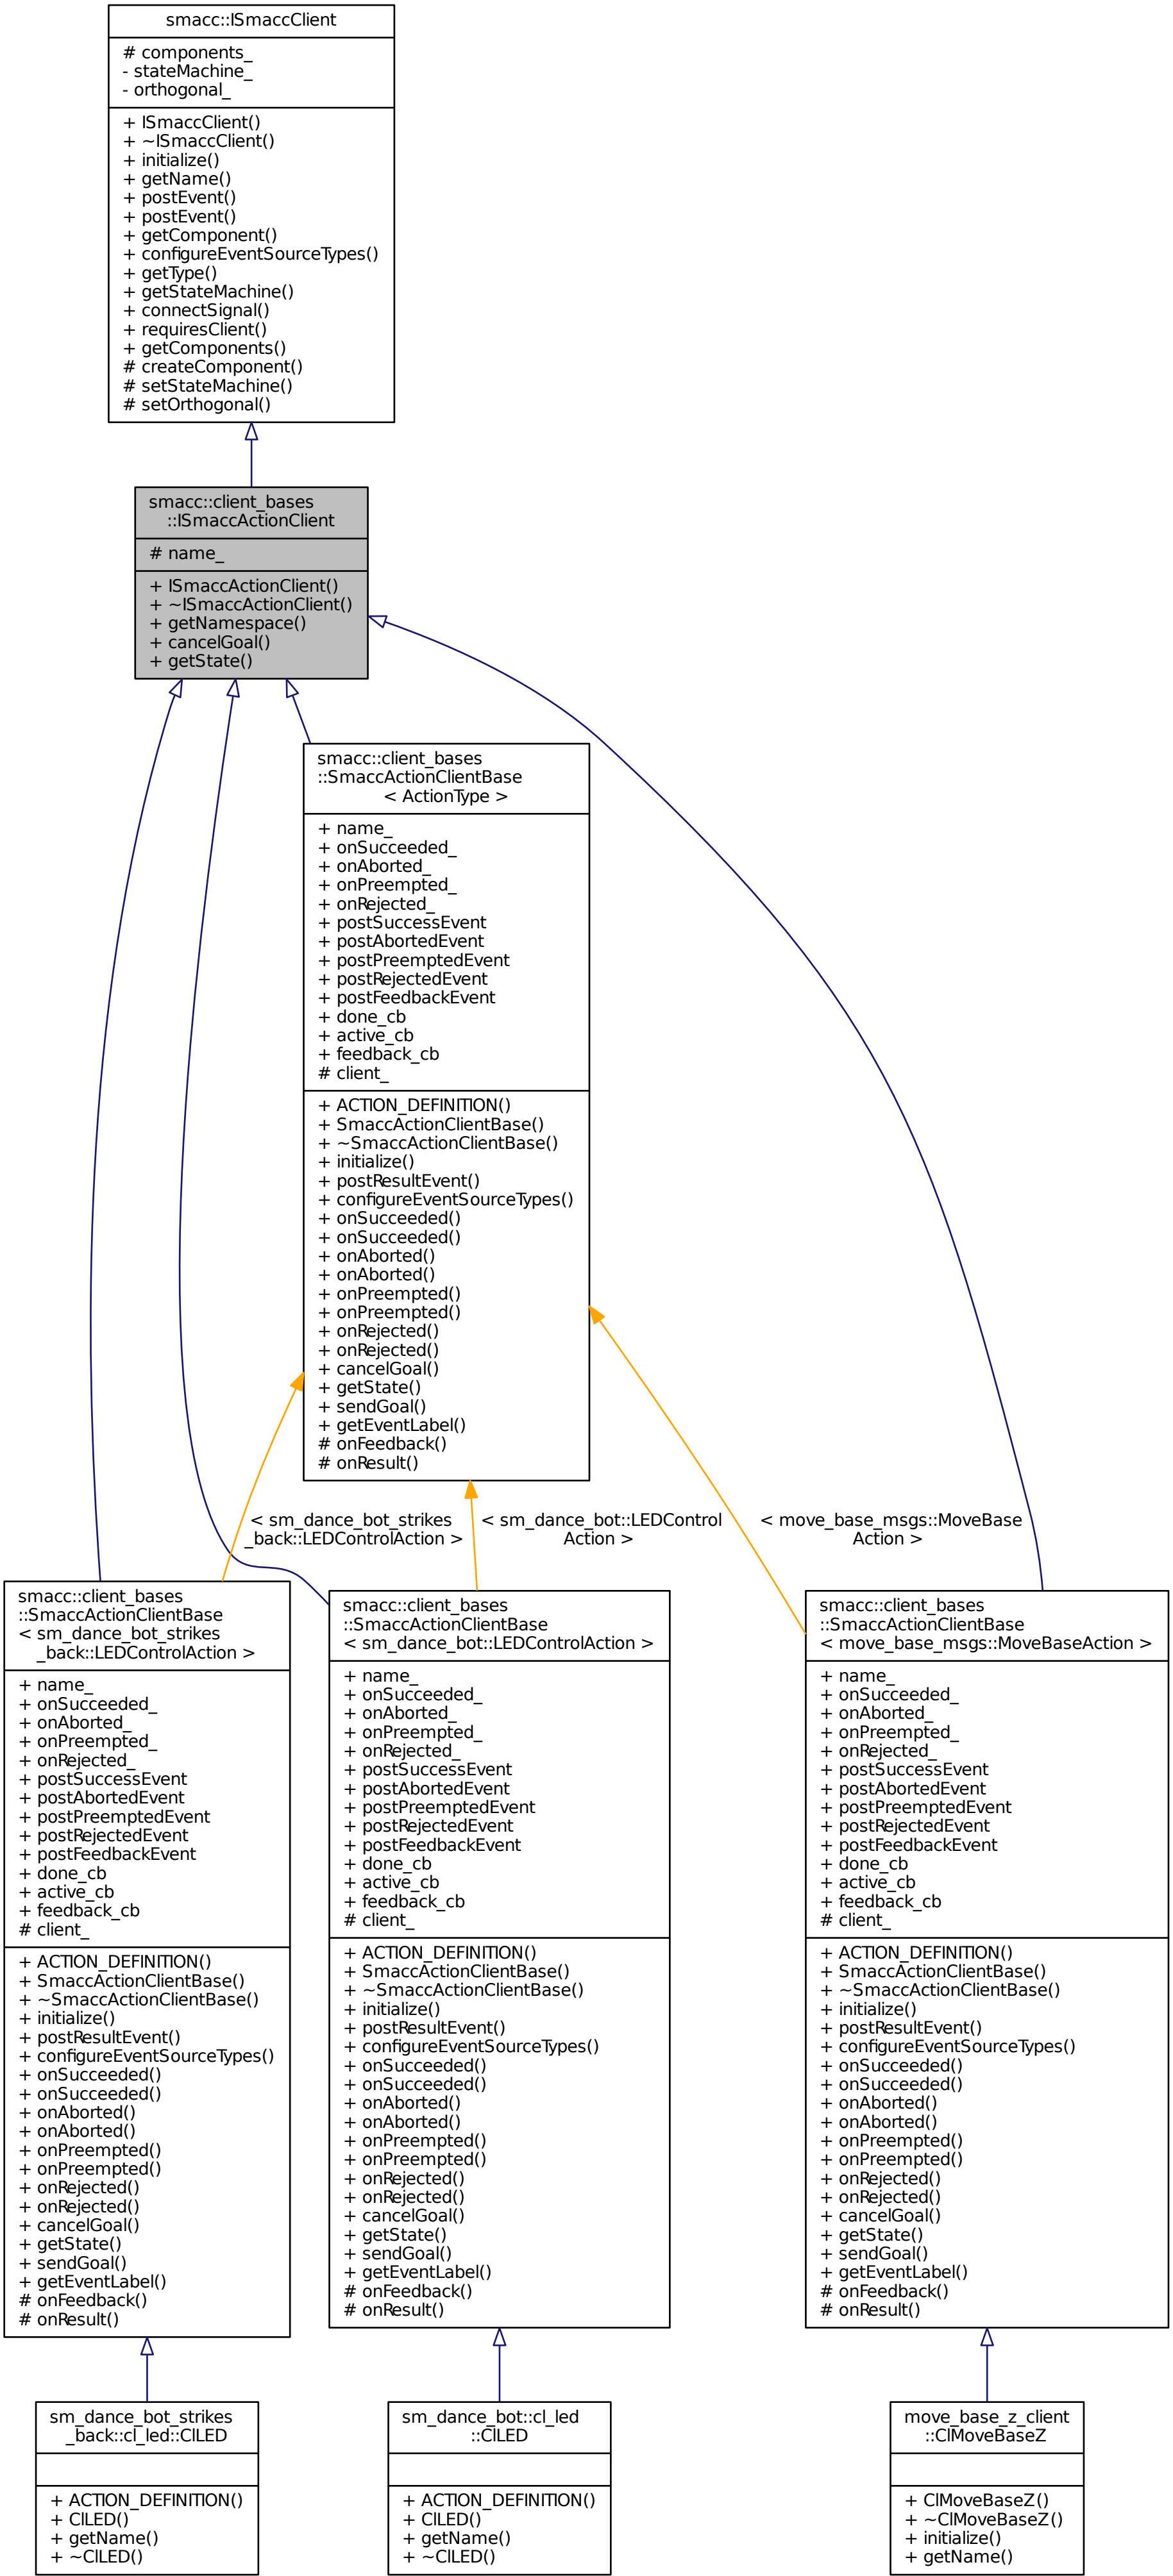 smacc::ISmaccClient
# components_
- stateMachine_
- orthogonal_
+ ISmaccClient()
+ ~ISmaccClient()
+ initialize()
+ getName()
+ postEvent()
+ postEvent()
+ getComponent()
+ configureEventSourceTypes()
+ getType()
+ getStateMachine()
+ connectSignal()
+ requiresClient()
+ getComponents()
# createComponent()
# setStateMachine()
# setOrthogonal()
smacc::client_bases
::ISmaccActionClient
# name_
+ ISmaccActionClient()
+ ~ISmaccActionClient()
+ getNamespace()
+ cancelGoal()
+ getState()
smacc::client_bases
::SmaccActionClientBase
< ActionType >
+ name_
+ onSucceeded_
+ onAborted_
+ onPreempted_
+ onRejected_
+ postSuccessEvent
+ postAbortedEvent
+ postPreemptedEvent
+ postRejectedEvent
+ postFeedbackEvent
+ done_cb
+ active_cb
+ feedback_cb
# client_
+ ACTION_DEFINITION()
+ SmaccActionClientBase()
+ ~SmaccActionClientBase()
+ initialize()
+ postResultEvent()
+ configureEventSourceTypes()
+ onSucceeded()
+ onSucceeded()
+ onAborted()
+ onAborted()
+ onPreempted()
+ onPreempted()
+ onRejected()
+ onRejected()
+ cancelGoal()
+ getState()
+ sendGoal()
+ getEventLabel()
# onFeedback()
# onResult()
< sm_dance_bot_strikes
_back::LEDControlAction >
< sm_dance_bot::LEDControl
Action >
< move_base_msgs::MoveBase
Action >
smacc::client_bases
::SmaccActionClientBase
< sm_dance_bot_strikes
_back::LEDControlAction >
+ name_
+ onSucceeded_
+ onAborted_
+ onPreempted_
+ onRejected_
+ postSuccessEvent
+ postAbortedEvent
+ postPreemptedEvent
+ postRejectedEvent
+ postFeedbackEvent
+ done_cb
+ active_cb
+ feedback_cb
# client_
+ ACTION_DEFINITION()
+ SmaccActionClientBase()
+ ~SmaccActionClientBase()
+ initialize()
+ postResultEvent()
+ configureEventSourceTypes()
+ onSucceeded()
+ onSucceeded()
+ onAborted()
+ onAborted()
+ onPreempted()
+ onPreempted()
+ onRejected()
+ onRejected()
+ cancelGoal()
+ getState()
+ sendGoal()
+ getEventLabel()
# onFeedback()
# onResult()
smacc::client_bases
::SmaccActionClientBase
< sm_dance_bot::LEDControlAction >
+ name_
+ onSucceeded_
+ onAborted_
+ onPreempted_
+ onRejected_
+ postSuccessEvent
+ postAbortedEvent
+ postPreemptedEvent
+ postRejectedEvent
+ postFeedbackEvent
+ done_cb
+ active_cb
+ feedback_cb
# client_
+ ACTION_DEFINITION()
+ SmaccActionClientBase()
+ ~SmaccActionClientBase()
+ initialize()
+ postResultEvent()
+ configureEventSourceTypes()
+ onSucceeded()
+ onSucceeded()
+ onAborted()
+ onAborted()
+ onPreempted()
+ onPreempted()
+ onRejected()
+ onRejected()
+ cancelGoal()
+ getState()
+ sendGoal()
+ getEventLabel()
# onFeedback()
# onResult()
smacc::client_bases
::SmaccActionClientBase
< move_base_msgs::MoveBaseAction >
+ name_
+ onSucceeded_
+ onAborted_
+ onPreempted_
+ onRejected_
+ postSuccessEvent
+ postAbortedEvent
+ postPreemptedEvent
+ postRejectedEvent
+ postFeedbackEvent
+ done_cb
+ active_cb
+ feedback_cb
# client_
+ ACTION_DEFINITION()
+ SmaccActionClientBase()
+ ~SmaccActionClientBase()
+ initialize()
+ postResultEvent()
+ configureEventSourceTypes()
+ onSucceeded()
+ onSucceeded()
+ onAborted()
+ onAborted()
+ onPreempted()
+ onPreempted()
+ onRejected()
+ onRejected()
+ cancelGoal()
+ getState()
+ sendGoal()
+ getEventLabel()
# onFeedback()
# onResult()
sm_dance_bot_strikes
_back::cl_led::ClLED
+ ACTION_DEFINITION()
+ ClLED()
+ getName()
+ ~ClLED()
sm_dance_bot::cl_led
::ClLED
+ ACTION_DEFINITION()
+ ClLED()
+ getName()
+ ~ClLED()
move_base_z_client
::ClMoveBaseZ
+ ClMoveBaseZ()
+ ~ClMoveBaseZ()
+ initialize()
+ getName()